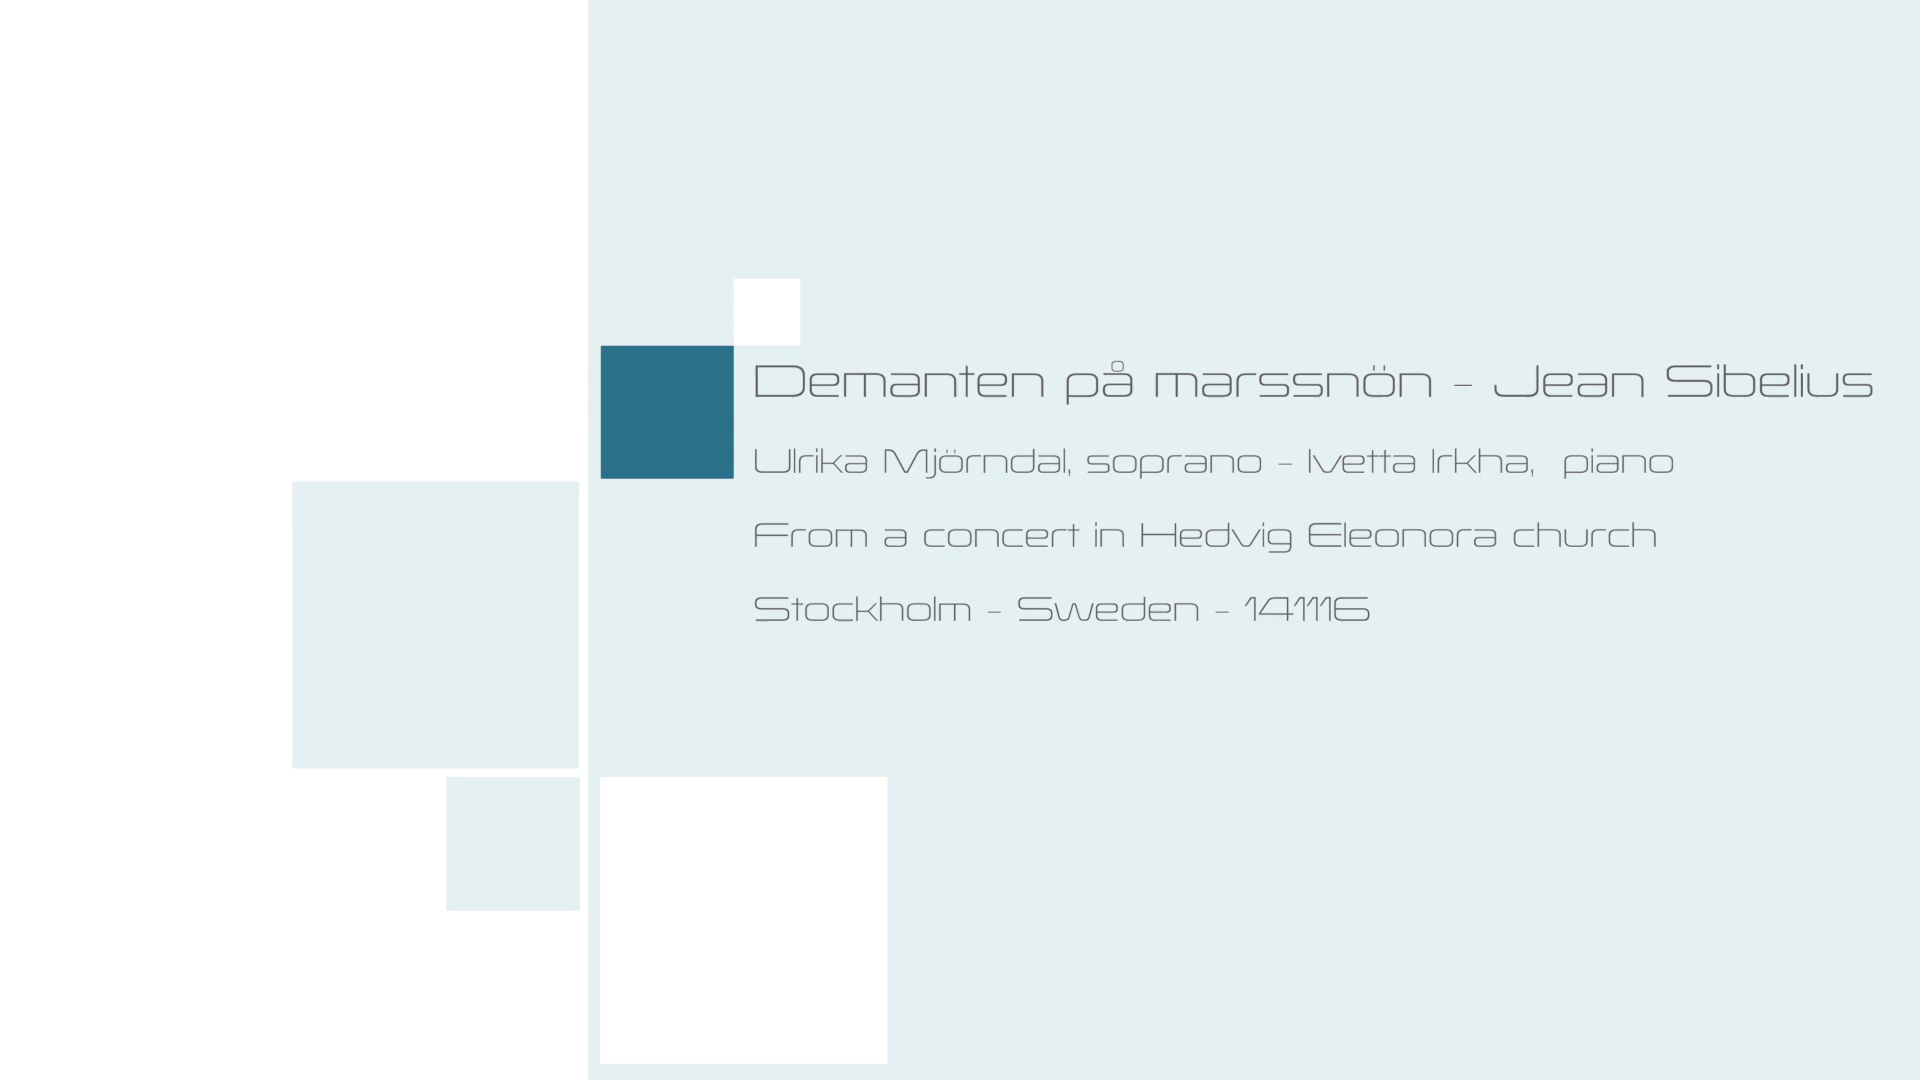 Demanten på marssnön - Jean Sibelius
Ulrika Mjörndal, soprano - Ivetta Irkha,  piano
From a concert in Hedvig Eleonora church
Stockholm - Sweden - 141116